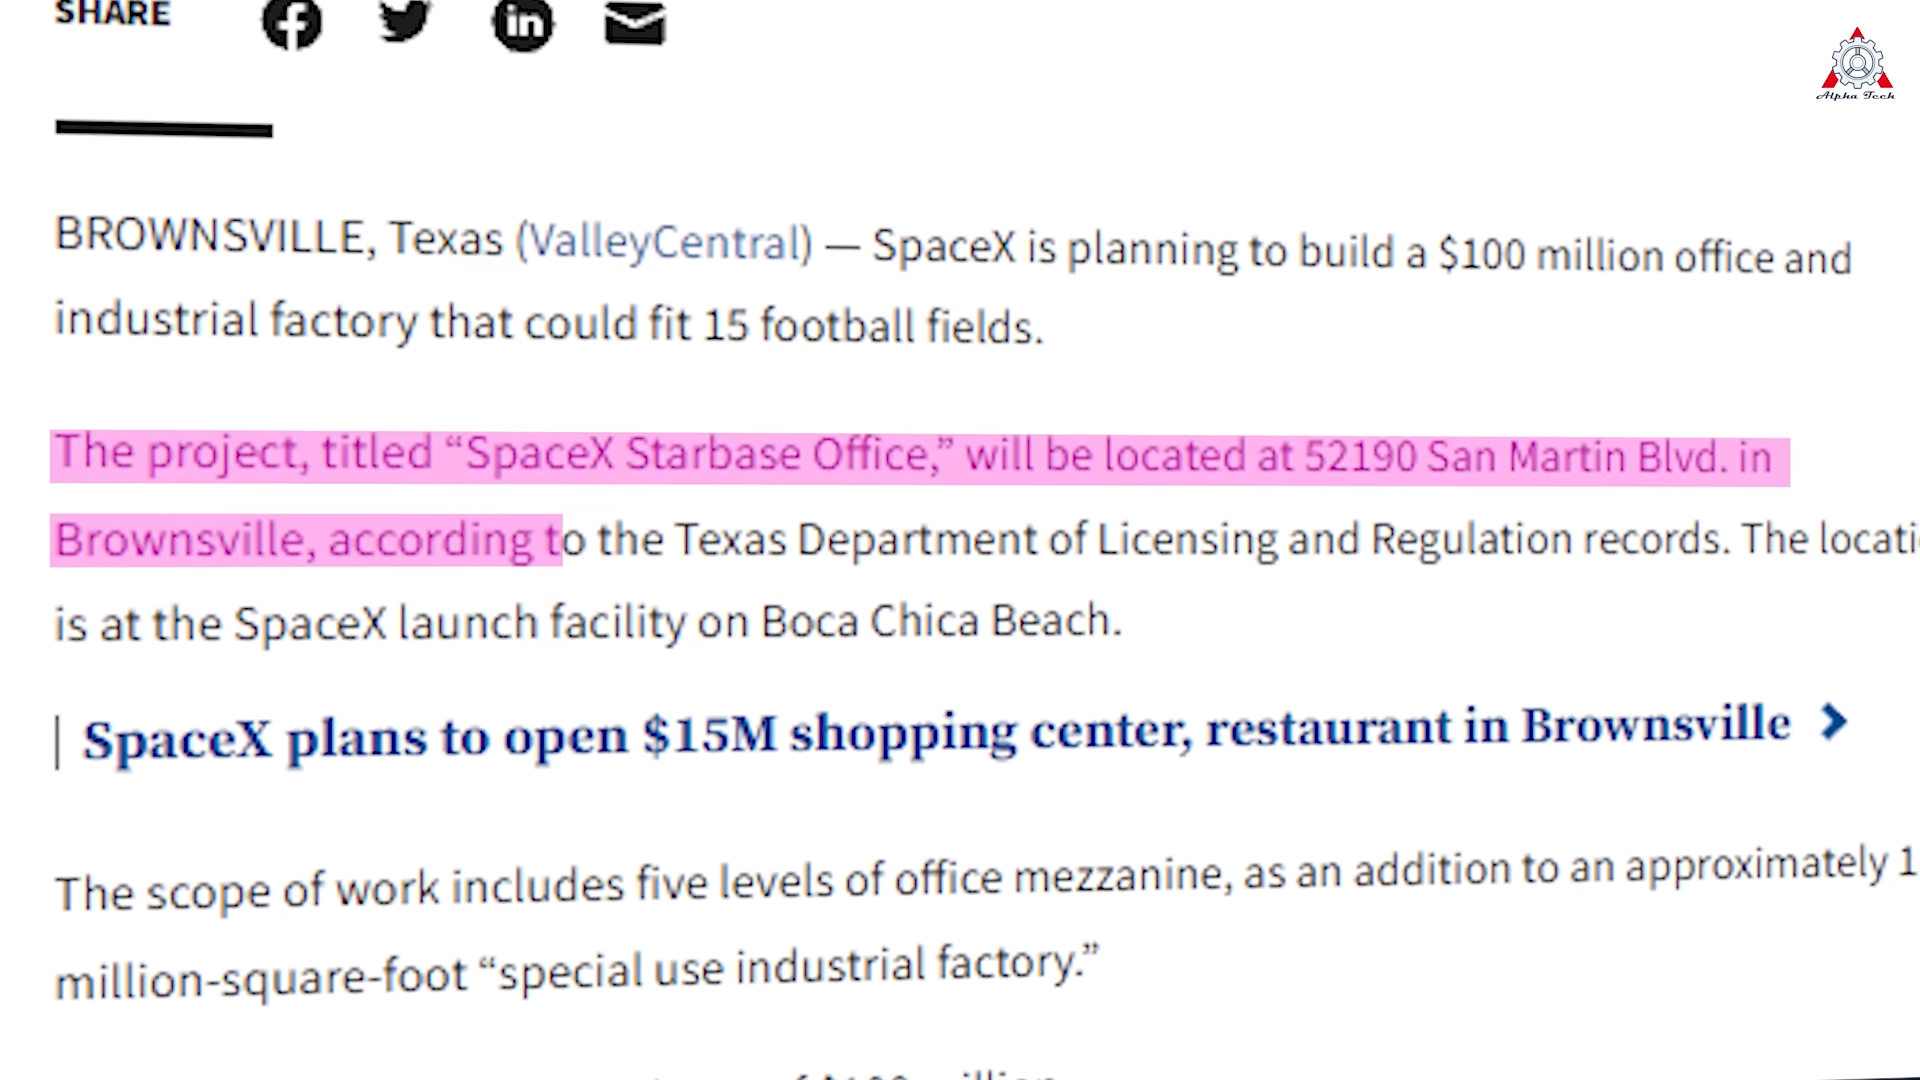 SHARE
Alpha Tech
BROWNSVILLE, Texas (ValleyCentral) — SpaceX is planning to build a $100 million office and
industrial factory that could fit 15 football fields.
The project, titled “SpaceX Starbase Office,” will be located at 52190 San Martin Blvd. in
Brownsville, according to the Texas Department of Licensing and Regulation records. The
is at the SpaceX launch facility on Boca Chica Beach.
SpaceX plans to open $15M shopping center, restaurant in Brownsville
The scope of work includes five levels of office mezzanine, as an addition to an approximately 1
million-square-foot “special use industrial factory.”